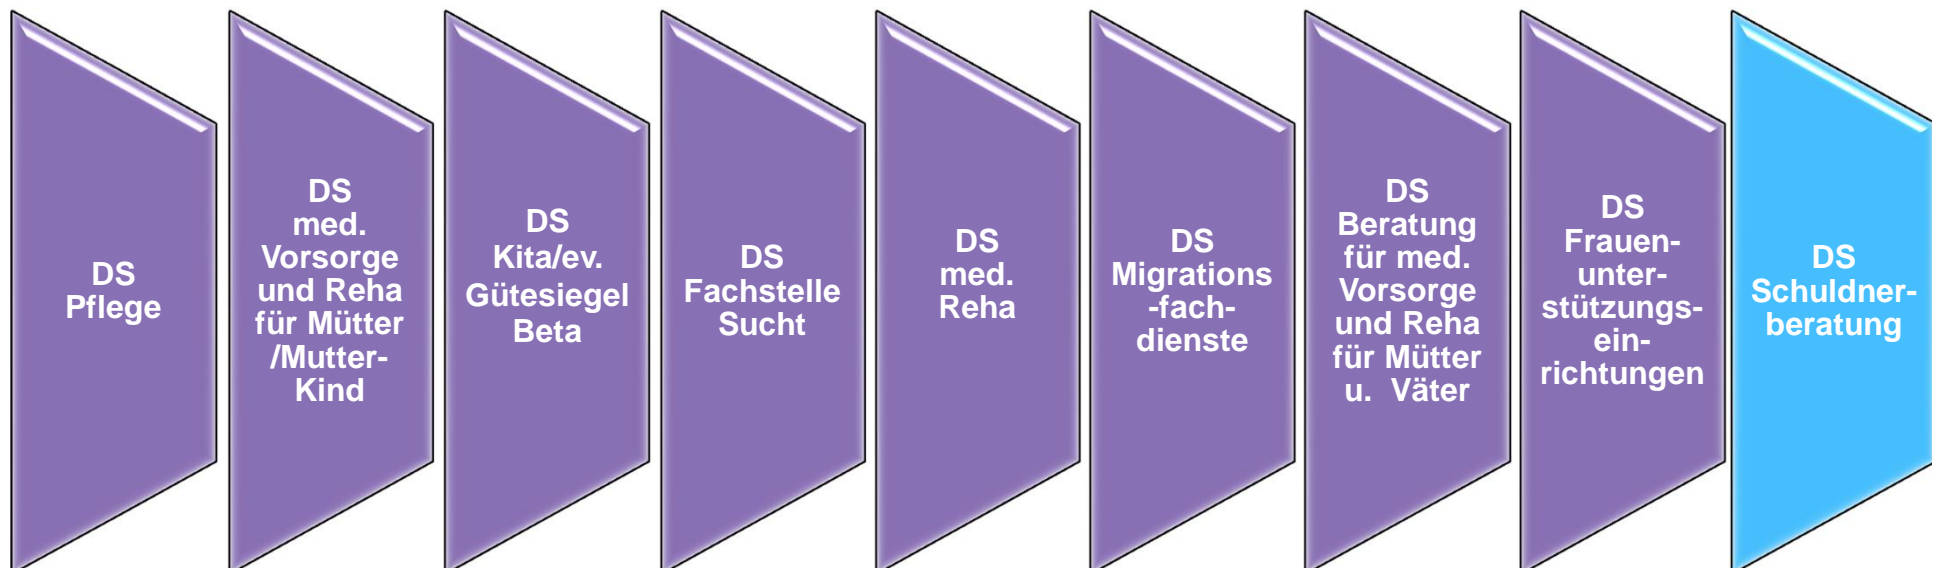 DS
Pflege
DS
med.
Vorsorge
und Reha
für Mütter
/Mutter-
Kind
DS
Kita/ev.
Gütesiegel
Beta
DS
Fachstelle
Sucht
DS
med.
Reha
DS
Migrations
-fach-
dienste
DS
Beratung
für med.
Vorsorge
und Reha
für Mütter
u. Väter
DS
Frauen-
unter-
stützungs-
ein-
richtungen
DS
Schuldner-
beratung